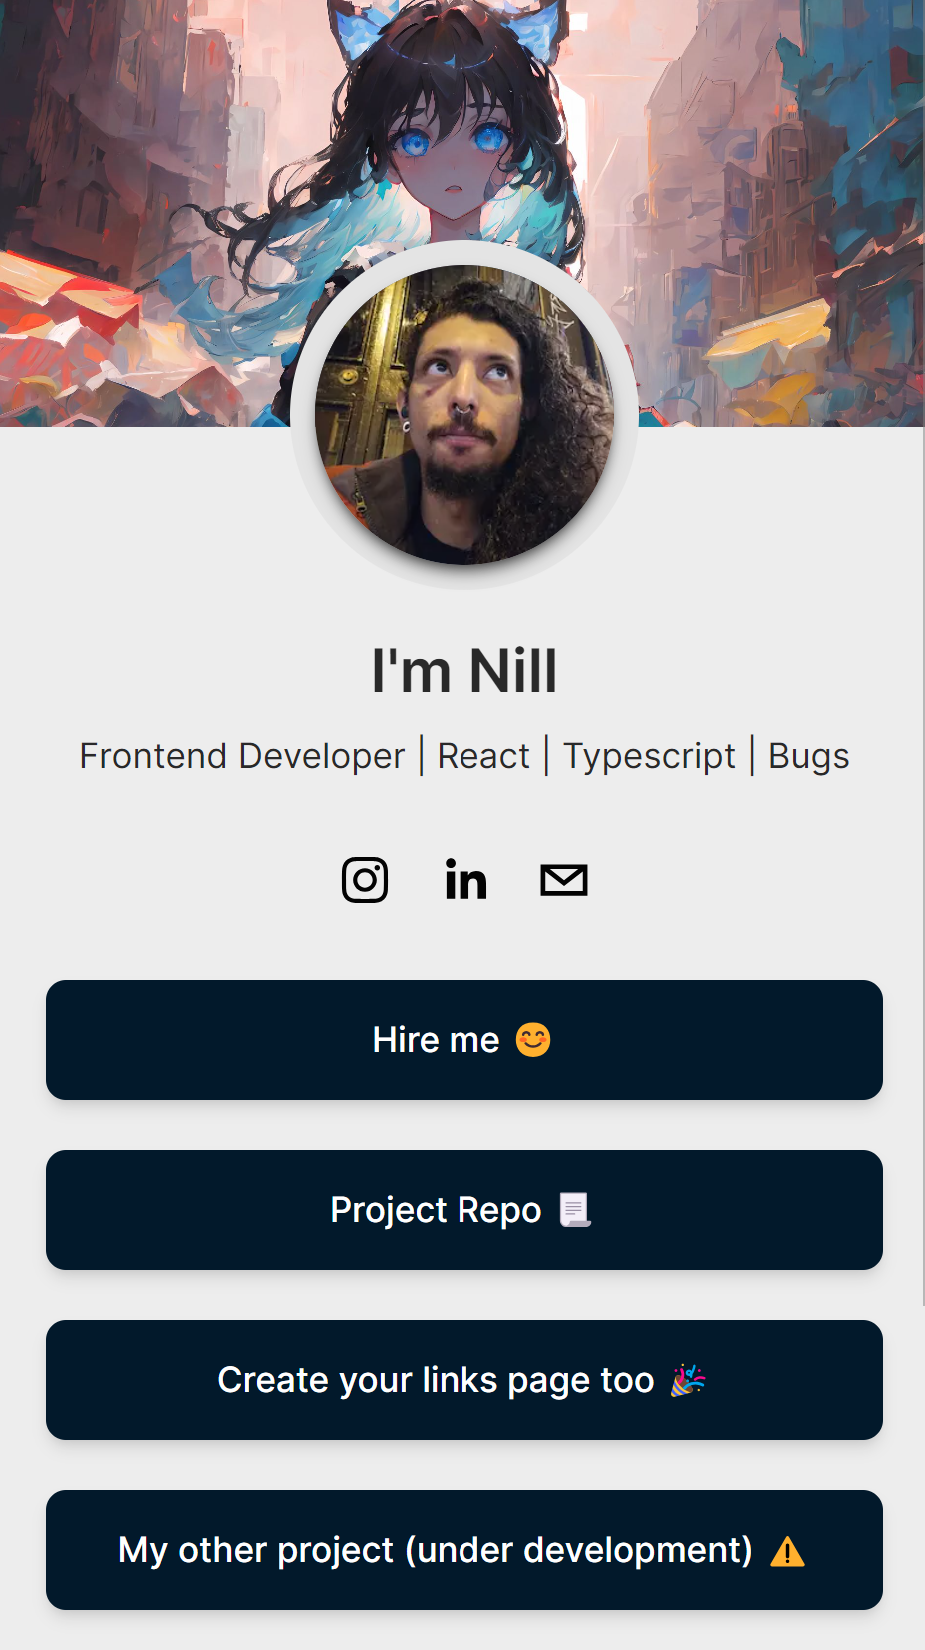 I'm Nill
Frontend Developer | React | Typescript | Bugs
Hire me 😊
Project Repo 📃
Create your links page too 🎉
My other project (under development) ⚠️